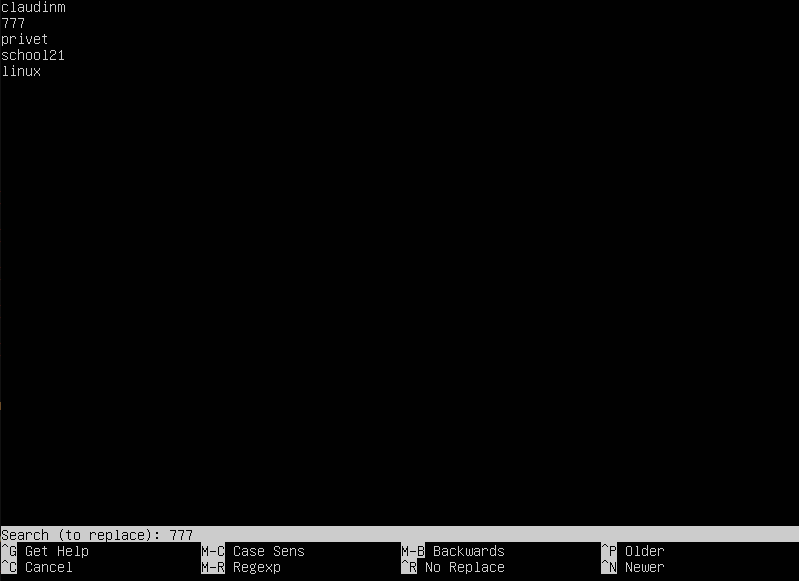 claudinm
777
privet
school21
linux
Search (to replace): 777
^G Get Help M-C Case Sens M-B Backwards ^P Older
^C Cancel M-R Regexp ^R No Replace ^N Newer